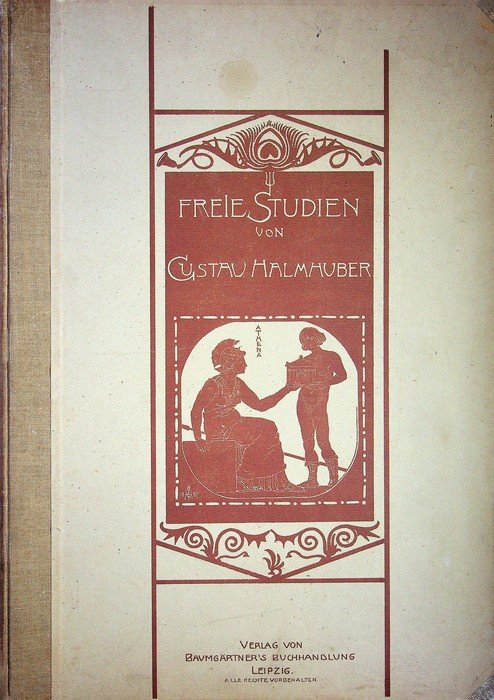 FREIE STUDIEN
VON
GUSTAV HALMHUBER
ATHENA
VERLAG VON
BAUMGÄRTNER'S BUCHHANDLUNG
LEIPZIG.
ALLE RECHTE VORBEHALTEN